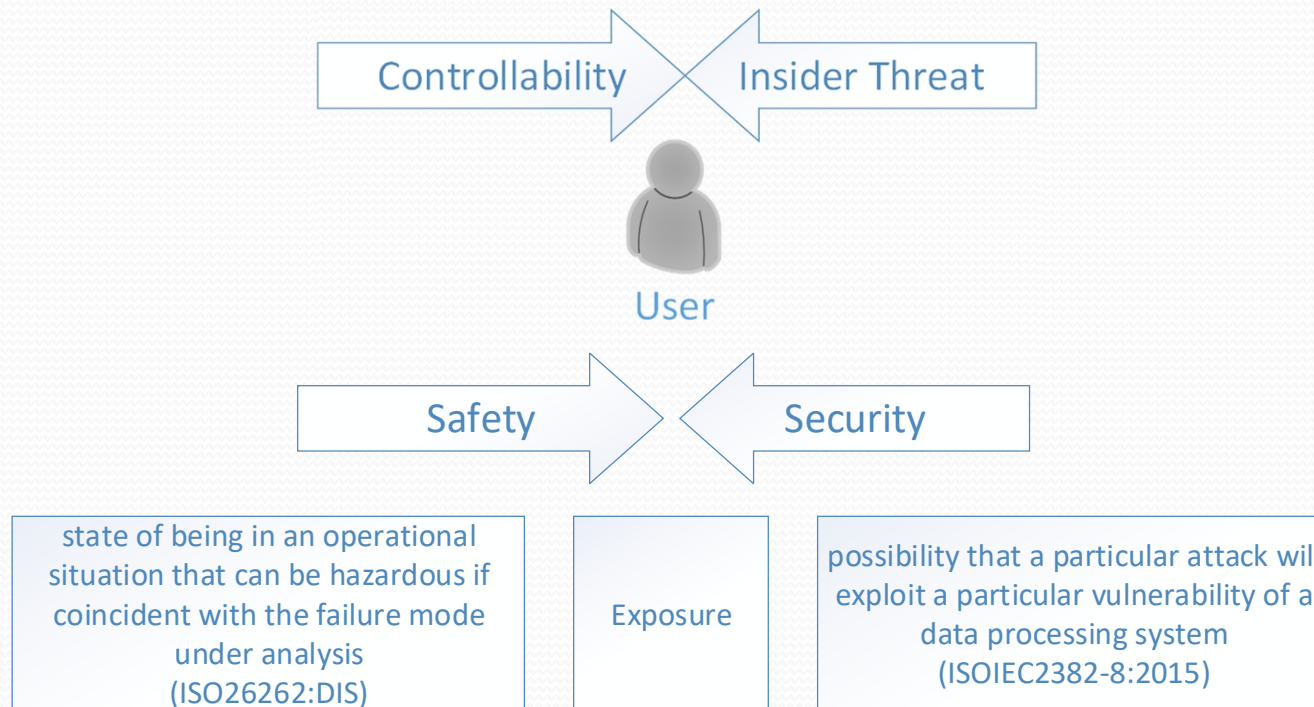 Controllability
Insider Threat
User
Safety
Security
state of being in an operational
situation that can be hazardous if
coincident with the failure mode
under analysis
(ISO26262:DIS)
Exposure
possibility that a particular attack wil
exploit a particular vulnerability of a
data processing system
(ISOIEC2382-8:2015)